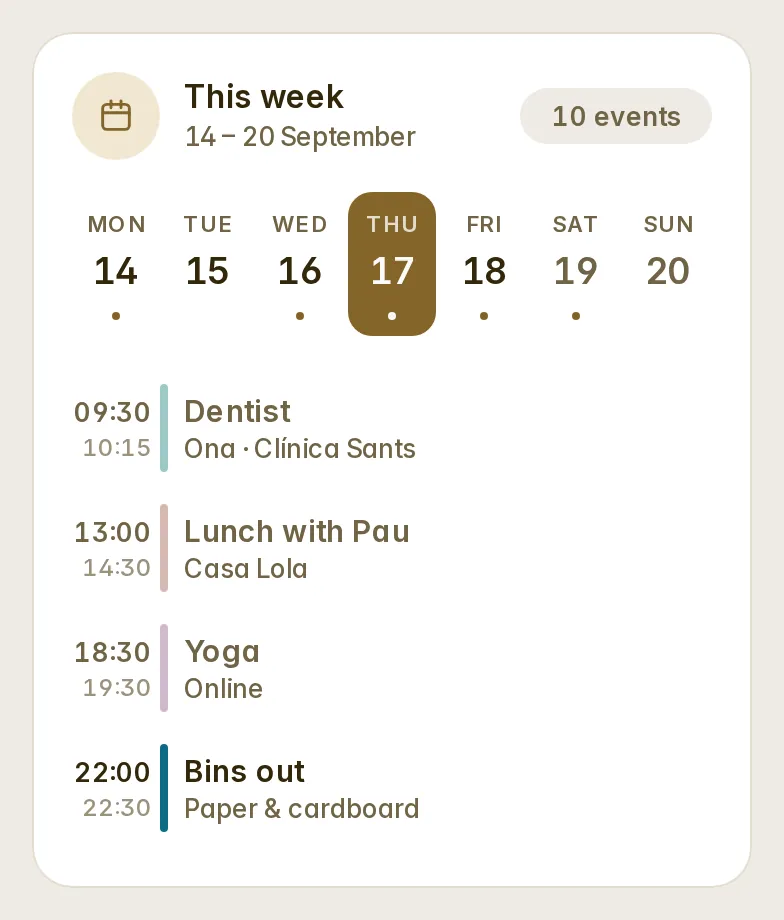 This week
14 – 20 September
10 events
MON TUE WED THU FRI SAT SUN
14 15 16 17 18 19 20
09:30 Dentist
10:15 Ona · Clínica Sants
13:00 Lunch with Pau
14:30 Casa Lola
18:30 Yoga
19:30 Online
22:00 Bins out
22:30 Paper & cardboard